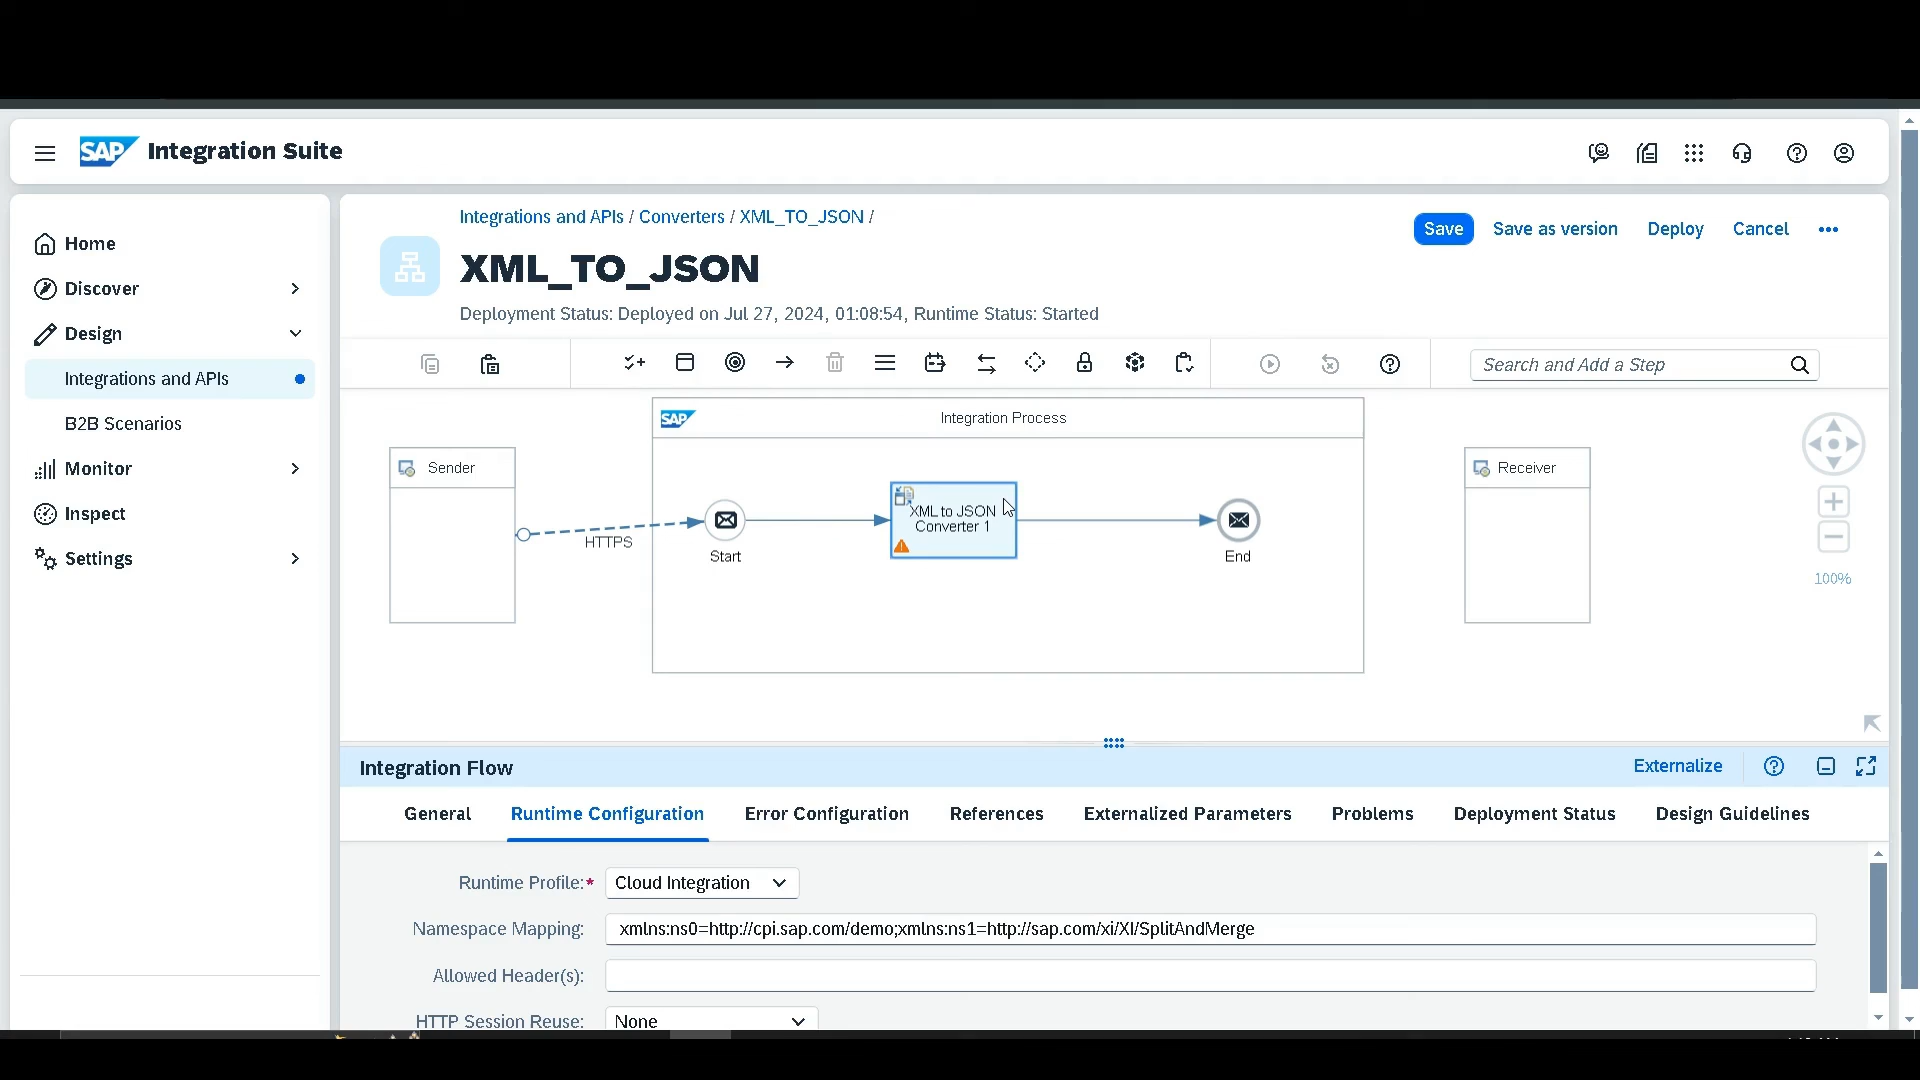 SAP Integration Suite
Home
Discover
Design
Integrations and APIs
B2B Scenarios
Monitor
Inspect
Settings
Integrations and APIs / Converters / XML_TO_JSON /
XML_TO_JSON
Deployment Status: Deployed on Jul 27, 2024, 01:08:54, Runtime Status: Started
Save Save as version Deploy Cancel
Search and Add a Step
SAP Integration Process
Sender
HTTPS
Start
XML to JSON
Converter 1
End
Receiver
100%
Integration Flow
Externalize
General Runtime Configuration Error Configuration References Externalized Parameters Problems Deployment Status Design Guidelines
Runtime Profile:* Cloud Integration
Namespace Mapping: xmlns:ns0=http://cpi.sap.com/demo;xmlns:ns1=http://sap.com/xi/XI/SplitAndMerge
Allowed Header(s):
HTTP Session Reuse: None